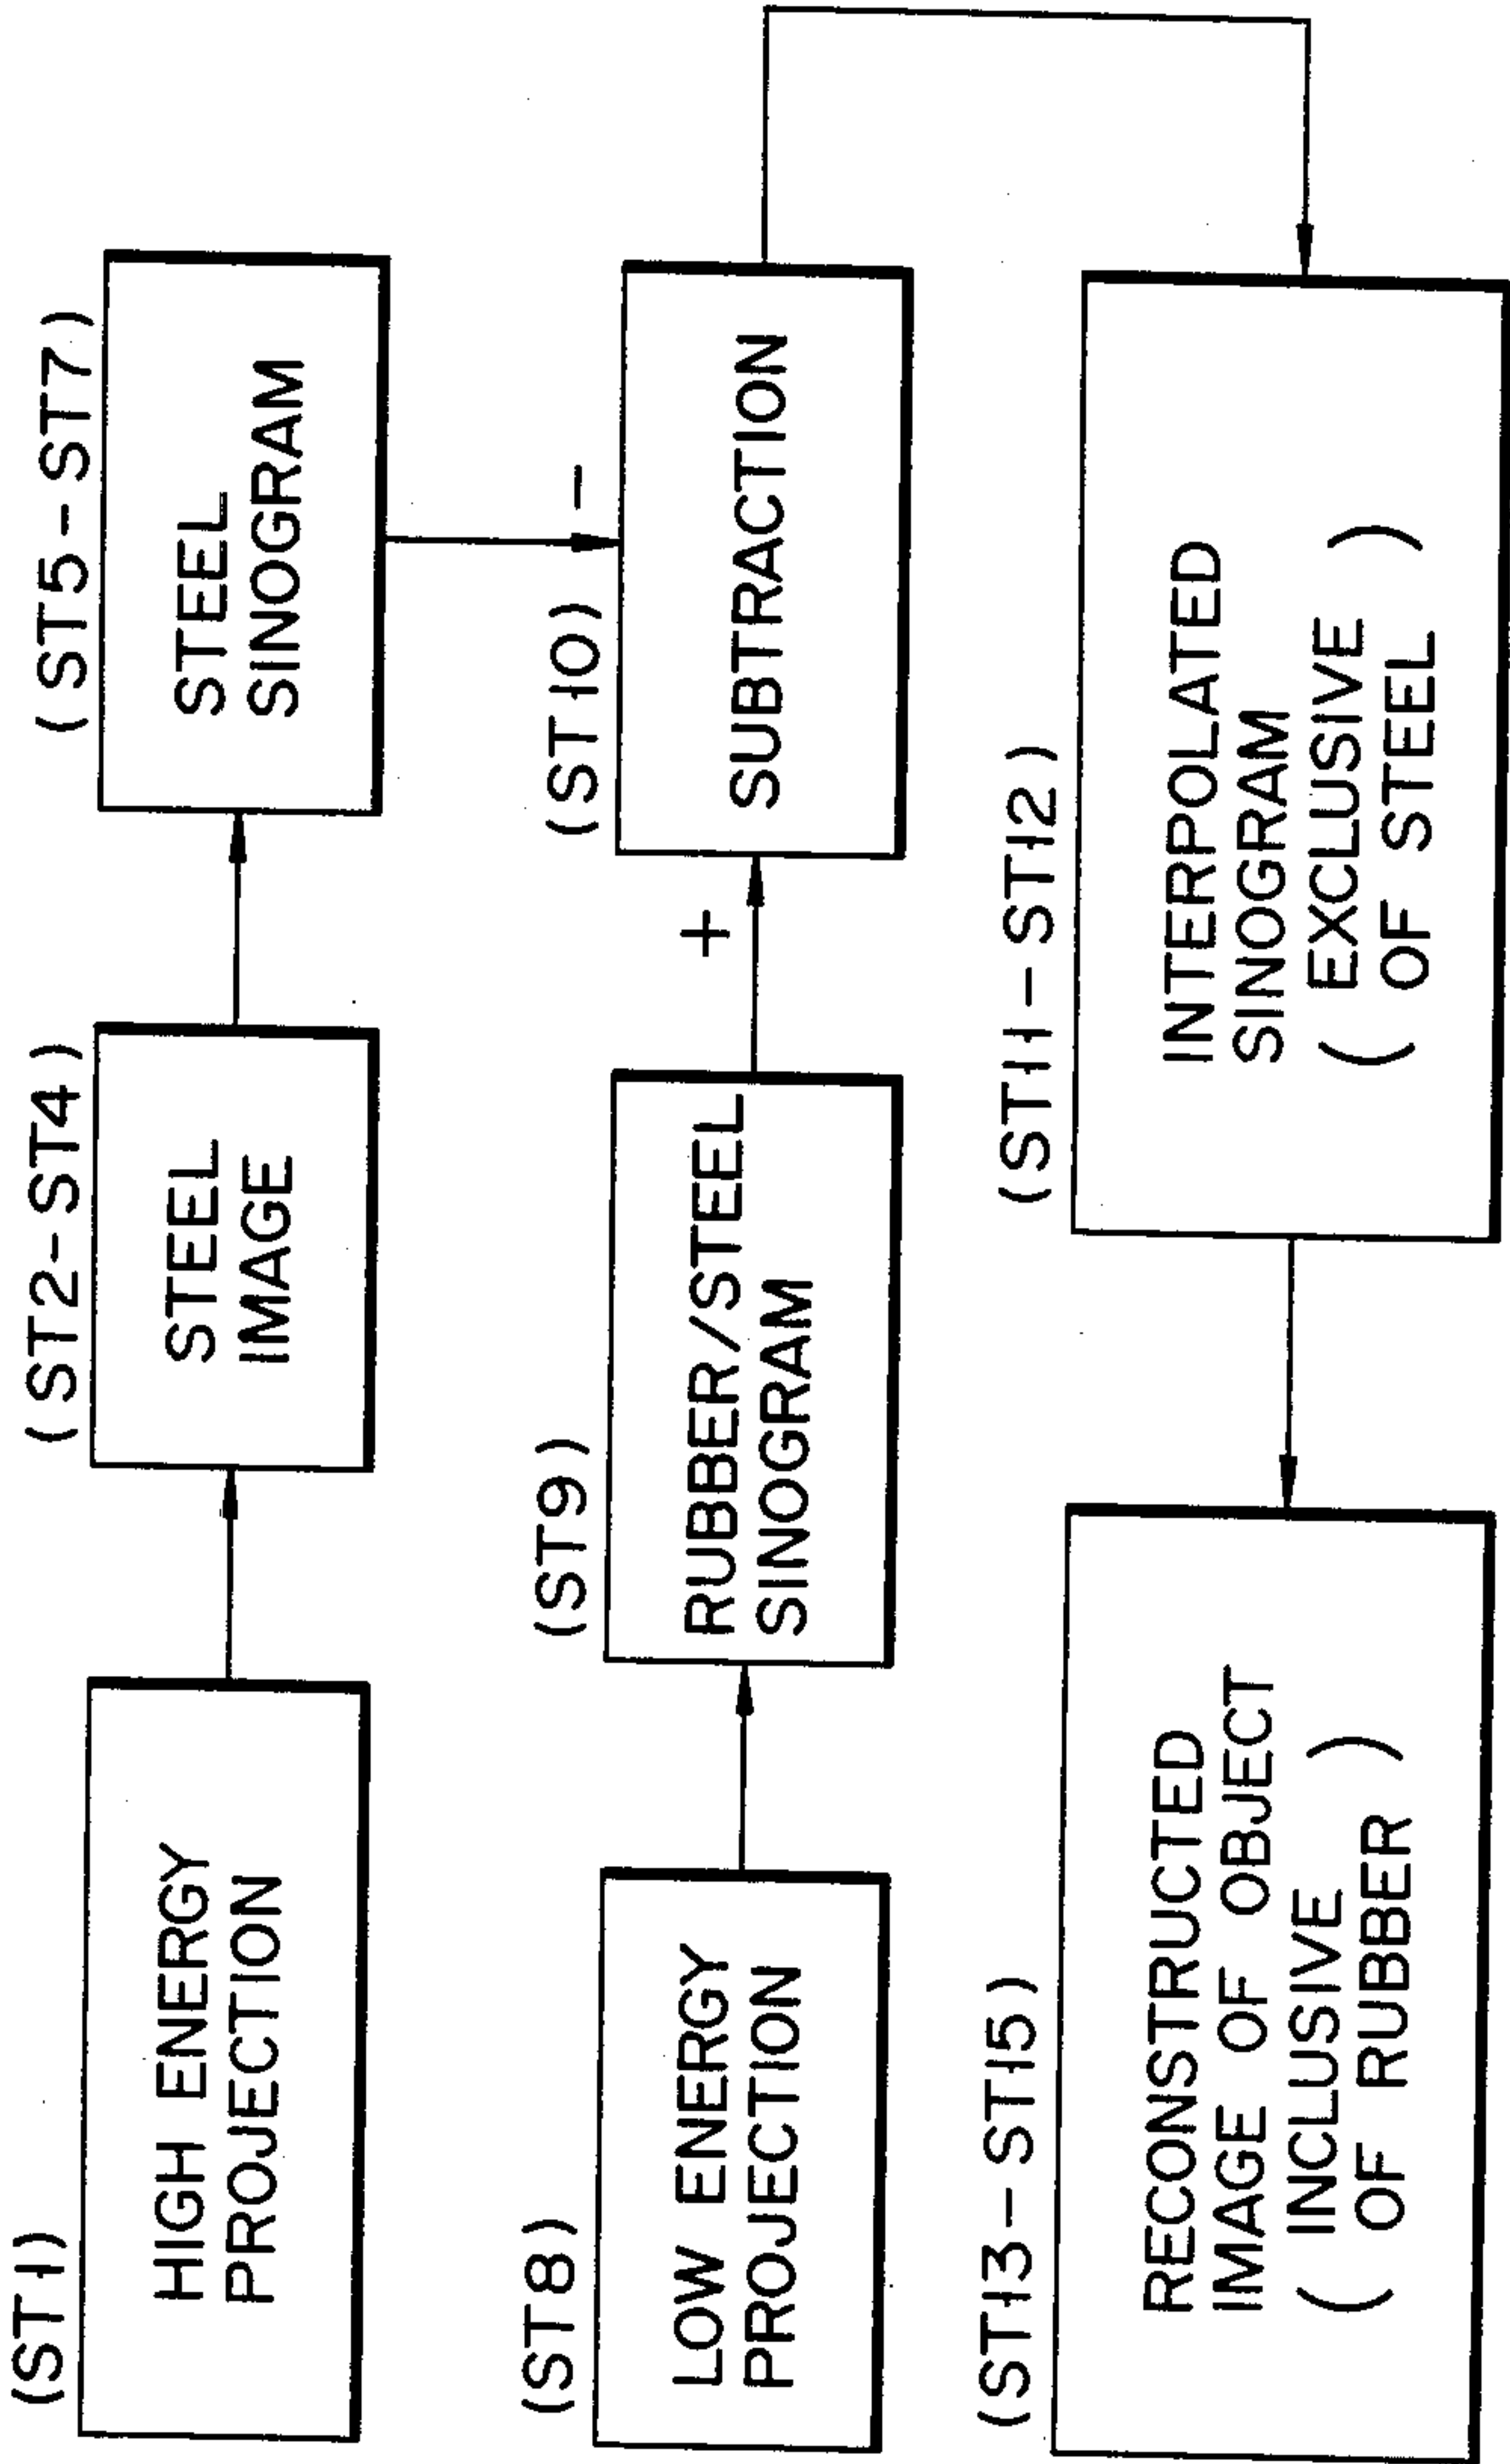 (ST1)
HIGH ENERGY
PROJECTION
(ST2-ST4)
STEEL
IMAGE
(ST5-ST7)
STEEL
SINOGRAM
(ST8)
LOW ENERGY
PROJECTION
(ST9)
RUBBER/STEEL
SINOGRAM
+
(ST10)
-
SUBTRACTION
(ST13-ST15)
RECONSTRUCTED
IMAGE OF OBJECT
( INCLUSIVE )
( OF RUBBER )
(ST11-ST12)
INTERPOLATED
SINOGRAM
( EXCLUSIVE )
( OF STEEL )